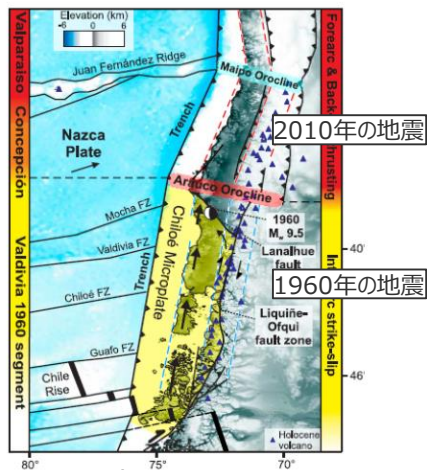 Elevation (km)
-6 0 6
Valparaiso
Concepción
Valdivia 1960 segment
Juan Fernández Ridge
Maipo Orocline
Trench
Nazca
Plate
2010年の地震
Arauco Orocline
Mocha FZ
1960
Mw 9.5
Lanalhue
fault
40°
Valdivia FZ
Chiloé Microplate
Trench
Chiloé FZ
1960年の地震
Liquiñe-
Ofqui
fault zone
Guafo FZ
Chile
Rise
46°
Holocene
volcano
Forearc &
thrusting
strike-slip
80° 75° 70°